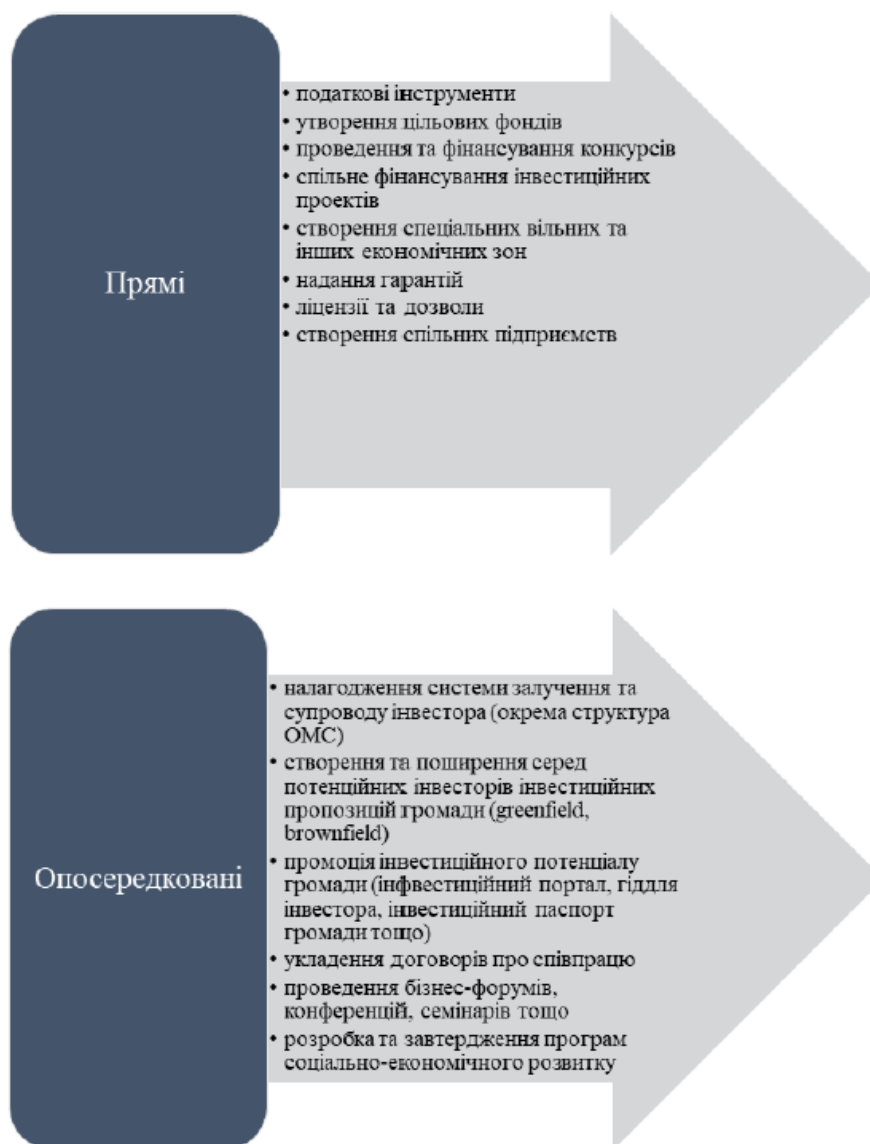 Прямі
• податкові інструменти
• утворення цільових фондів
• проведення та фінансування конкурсів
• спільне фінансування інвестиційних
проектів
• створення спеціальних вільних та
інших економічних зон
• надання гарантій
• ліцензії та дозволи
• створення спільних підприємств
Опосередковані
• налагодження системи залучення та
супроводу інвестора (окрема структура
ОМС)
• створення та поширення серед
потенційних інвесторів інвестиційних
пропозицій громади (greenfield,
brownfield)
• промоція інвестиційного потенціалу
громади (інфвестиційний портал, гіддля
інвестора, інвестиційний паспорт
громади тощо)
• укладення договорів про співпрацю
• проведення бізнес-форумів,
конференцій, семінарів тощо
• розробка та завтердження програм
соціально-економічного розвитку